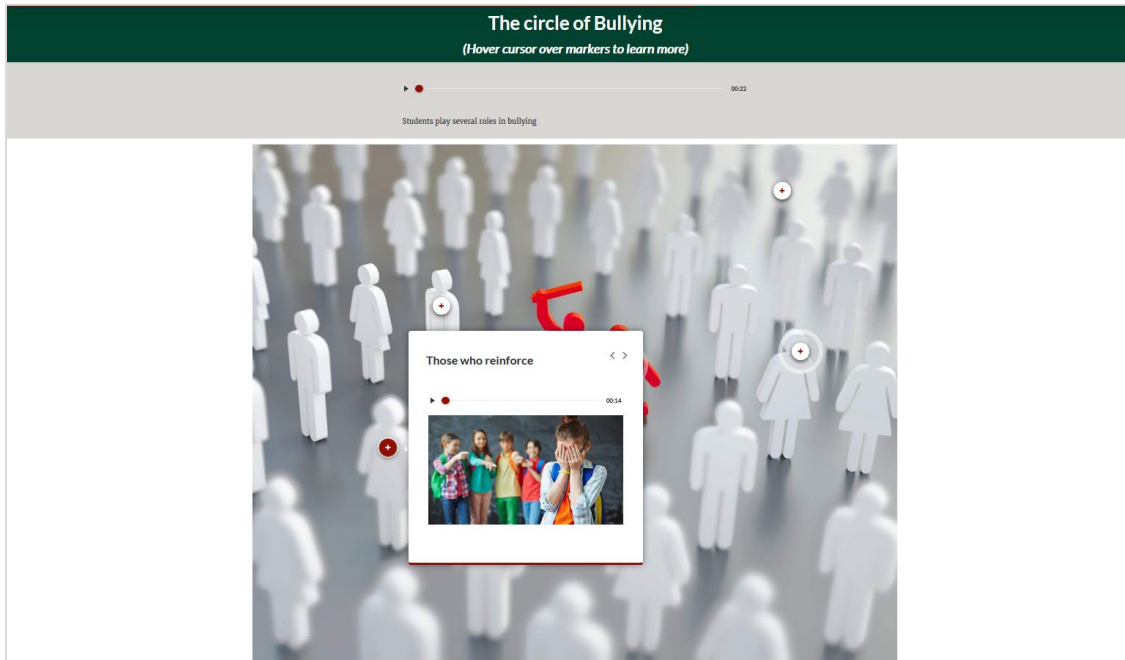 The circle of Bullying
(Hover cursor over markers to learn more)
00:22
Students play several roles in bullying
Those who reinforce
00:14